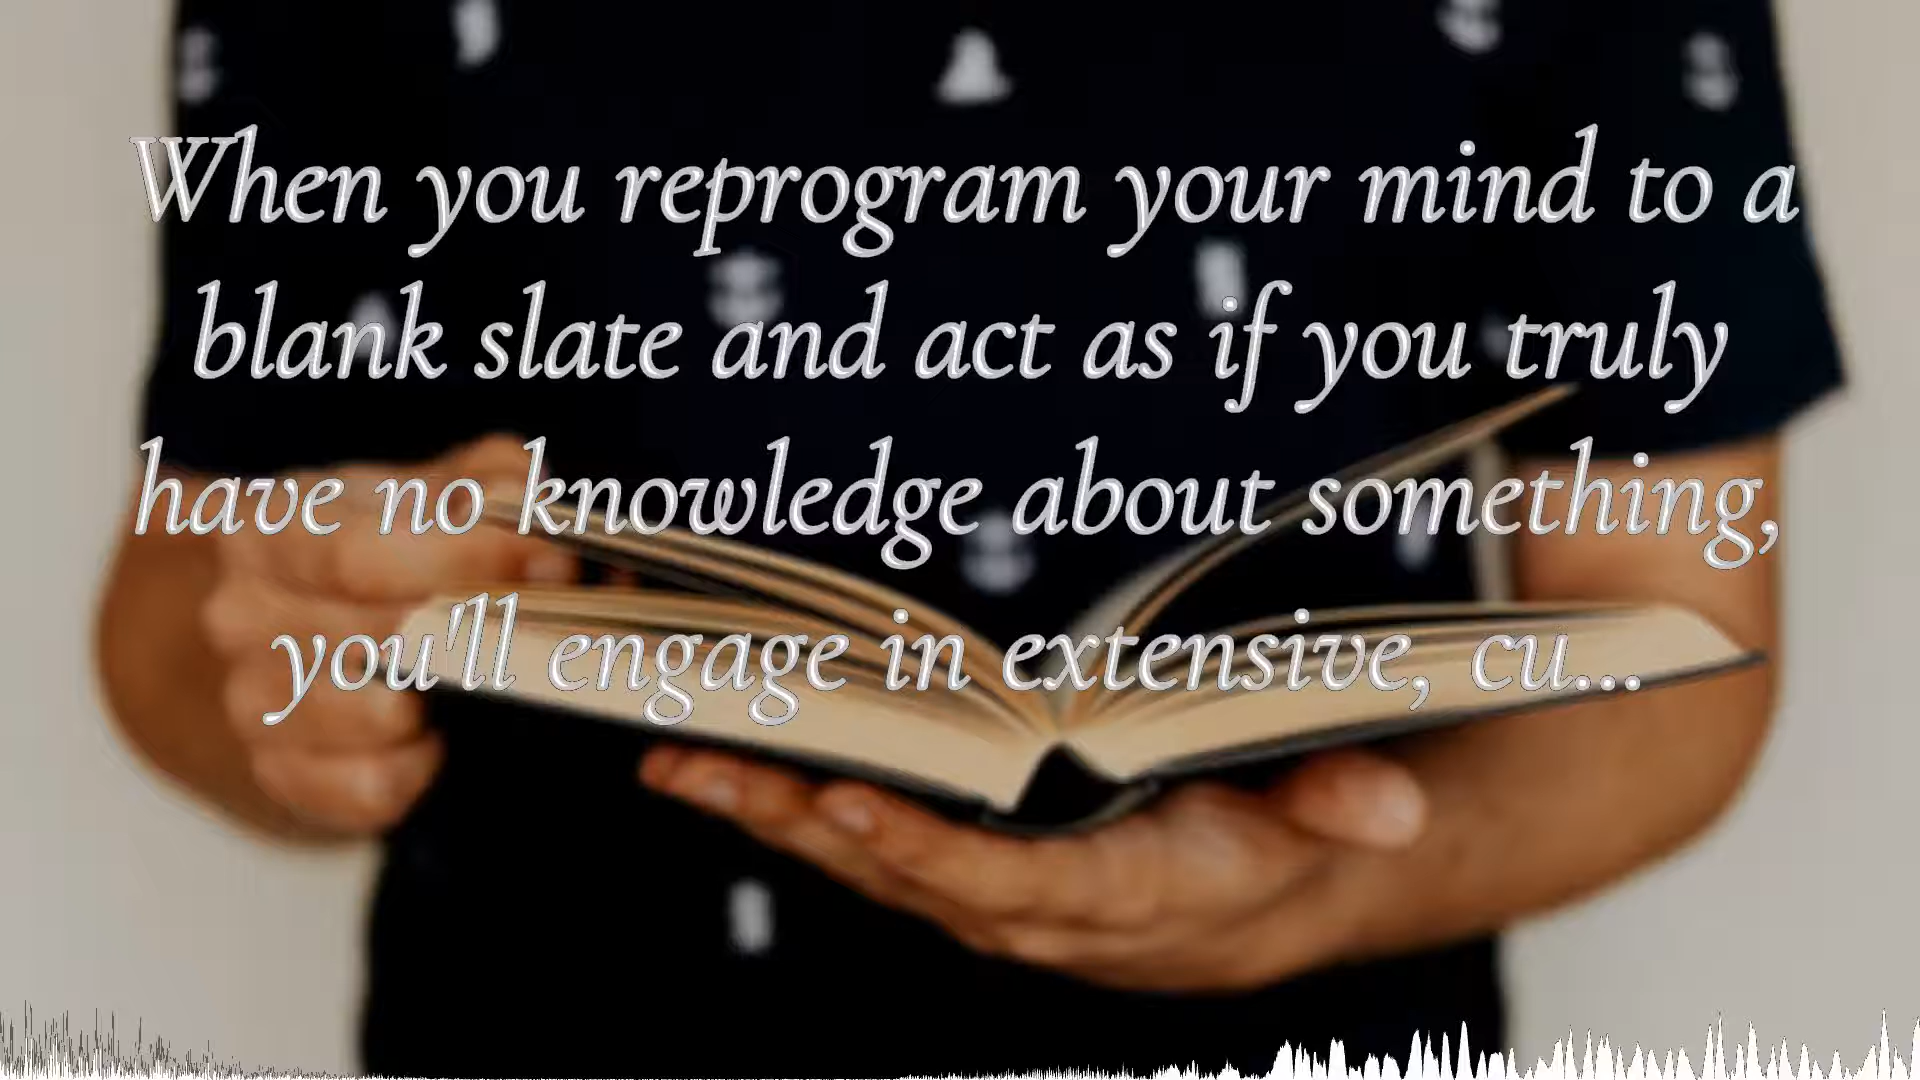 When you reprogram your mind to a
blank slate and act as if you truly
have no knowledge about something,
you'll engage in extensive, cu...